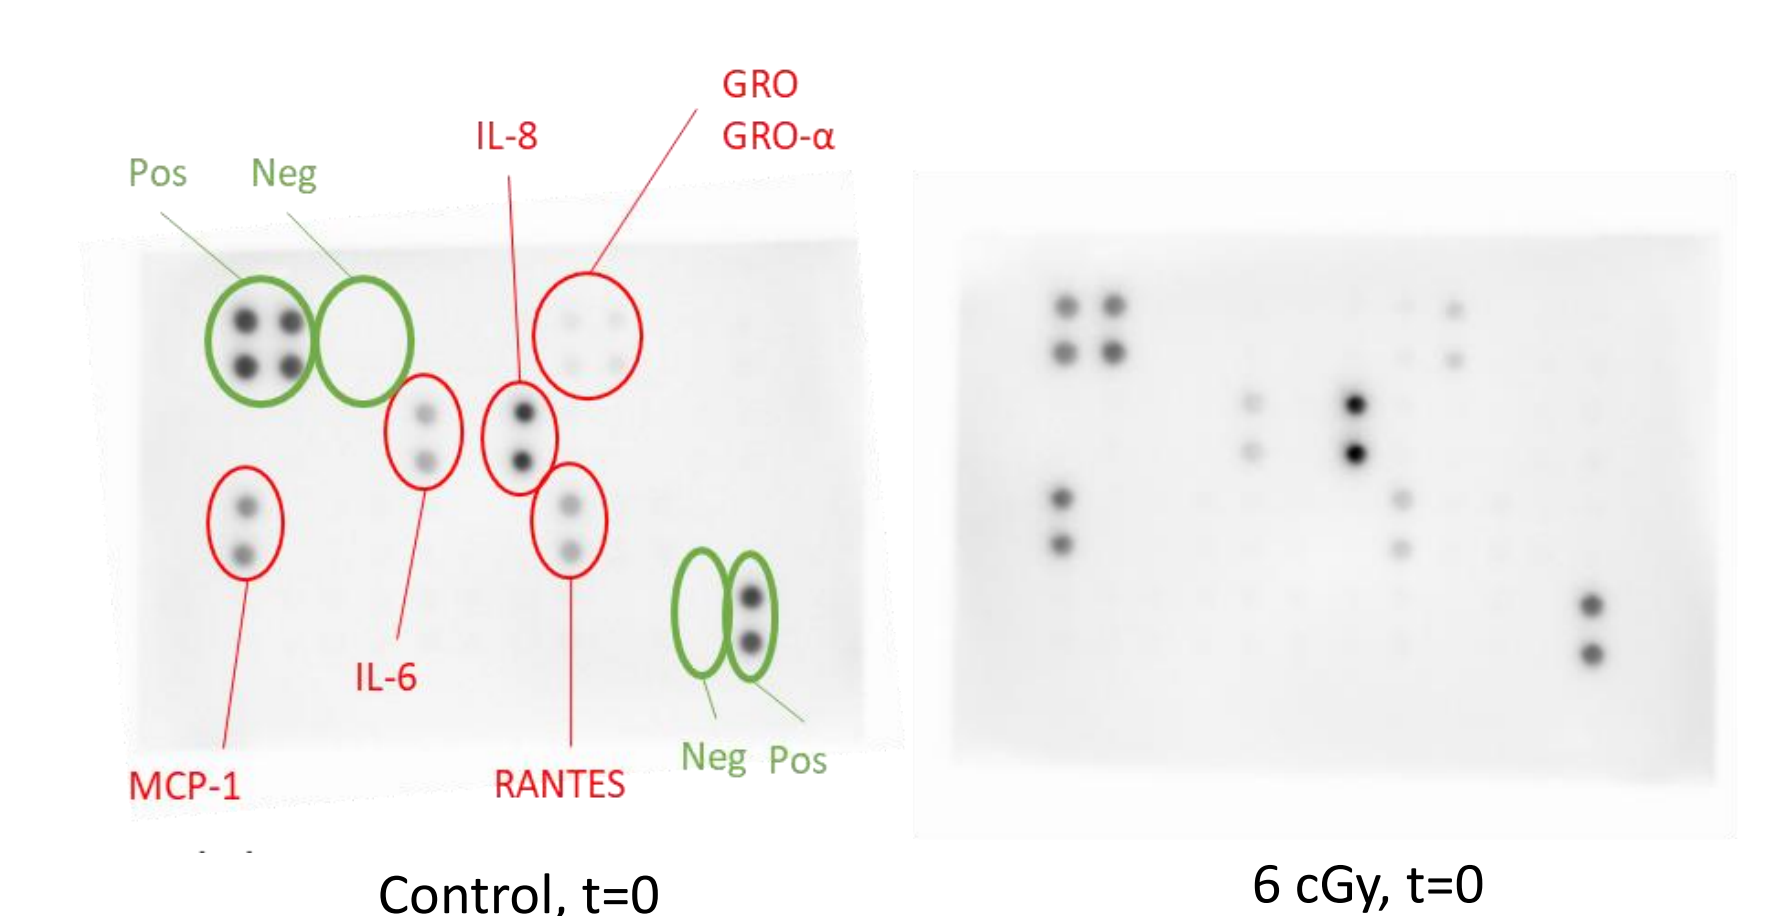 GRO
GRO-α
IL-8
Pos
Neg
IL-6
MCP-1
RANTES
Neg
Pos
Control, t=0
6 cGy, t=0